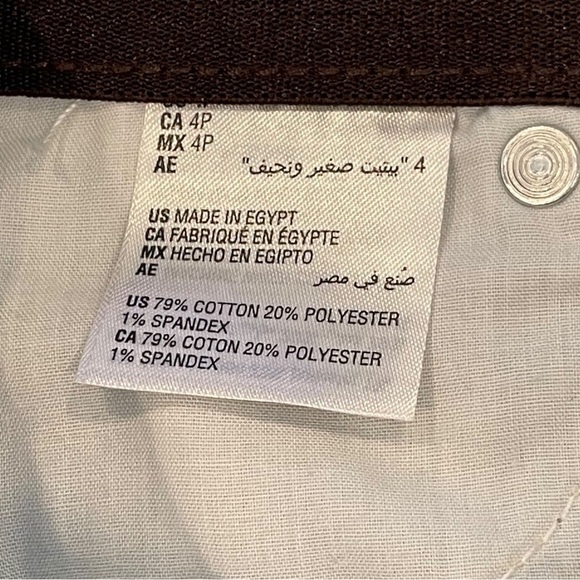 CA 4P
MX 4P
AE 4 "بيتيت صغير ونحيف"
US MADE IN EGYPT
CA FABRIQUÉ EN ÉGYPTE
MX HECHO EN EGIPTO
AE صُنع في مصر
US 79% COTTON 20% POLYESTER
1% SPANDEX
CA 79% COTON 20% POLYESTER
1% SPANDEX